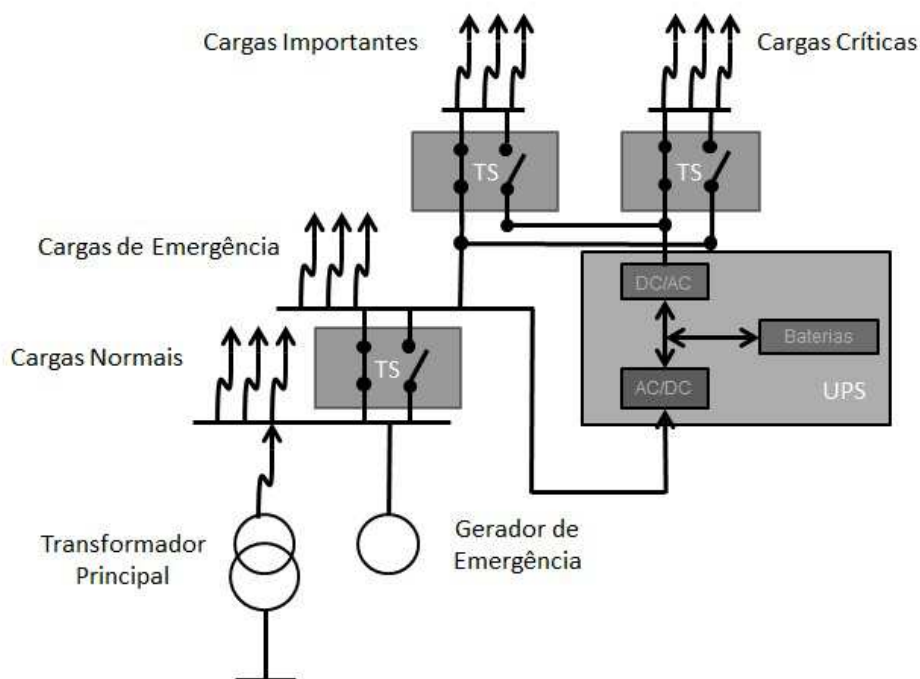 Cargas Importantes
Cargas Críticas
TS
TS
Cargas de Emergência
DC/AC
Baterias
Cargas Normais
TS
AC/DC
UPS
Transformador
Principal
Gerador de
Emergência